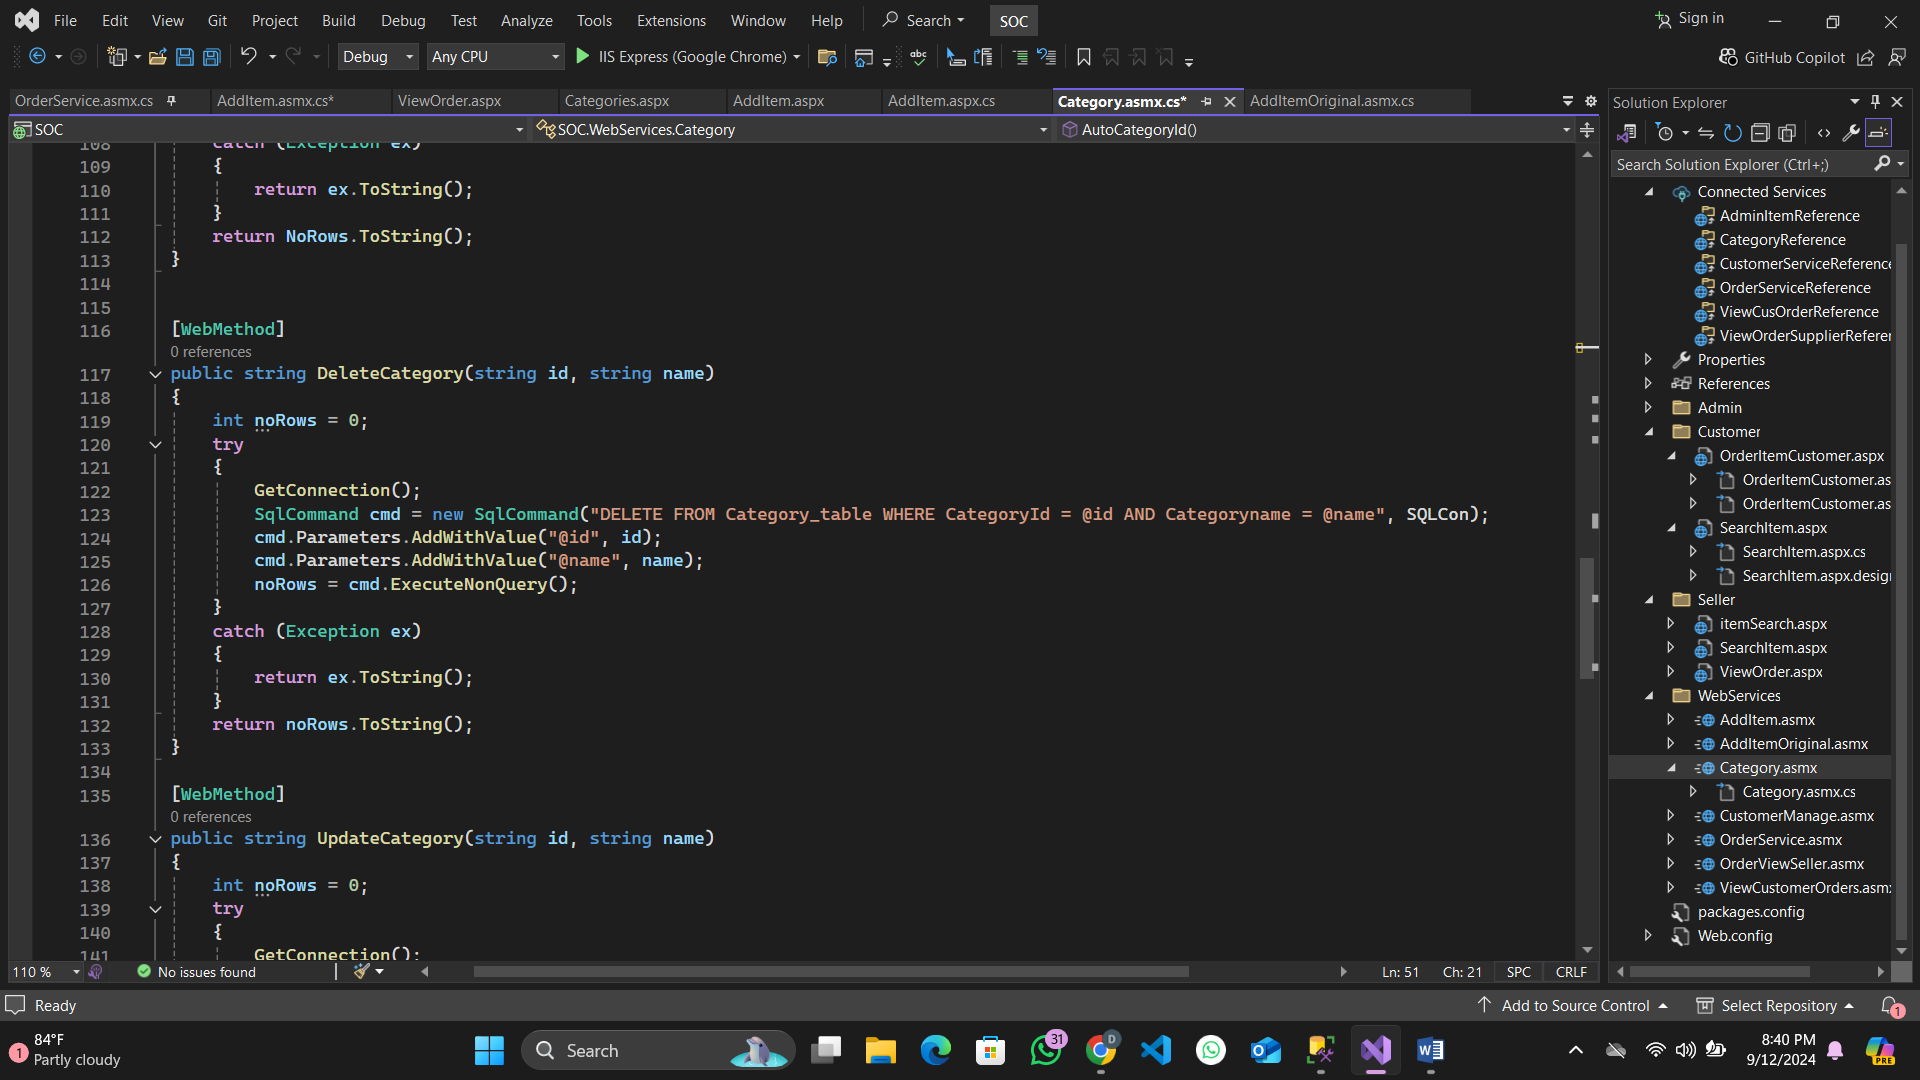 File Edit View Git Project Build Debug Test Analyze Tools Extensions Window Help Search SOC Sign in
Debug Any CPU IIS Express (Google Chrome) abc GitHub Copilot
OrderService.asmx.cs AddItem.asmx.cs* ViewOrder.aspx Categories.aspx AddItem.aspx AddItem.aspx.cs Category.asmx.cs* AddItemOriginal.asmx.cs
SOC SOC.WebServices.Category AutoCategoryId()
108 catch (Exception ex)
109 {
110 return ex.ToString();
111 }
112 return NoRows.ToString();
113 }
114
115
116 [WebMethod]
0 references
117 public string DeleteCategory(string id, string name)
118 {
119 int noRows = 0;
120 try
121 {
122 GetConnection();
123 SqlCommand cmd = new SqlCommand("DELETE FROM Category_table WHERE CategoryId = @id AND Categoryname = @name", SQLCon);
124 cmd.Parameters.AddWithValue("@id", id);
125 cmd.Parameters.AddWithValue("@name", name);
126 noRows = cmd.ExecuteNonQuery();
127 }
128 catch (Exception ex)
129 {
130 return ex.ToString();
131 }
132 return noRows.ToString();
133 }
134
135 [WebMethod]
0 references
136 public string UpdateCategory(string id, string name)
137 {
138 int noRows = 0;
139 try
140 {
141 GetConnection();
110 % No issues found Ln: 51 Ch: 21 SPC CRLF
Solution Explorer
Search Solution Explorer (Ctrl+;)
Connected Services
AdminItemReference
CategoryReference
CustomerServiceReference
OrderServiceReference
ViewCusOrderReference
ViewOrderSupplierRefere
Properties
References
Admin
Customer
OrderItemCustomer.aspx
OrderItemCustomer.as
OrderItemCustomer.as
SearchItem.aspx
SearchItem.aspx.cs
SearchItem.aspx.desig
Seller
itemSearch.aspx
SearchItem.aspx
ViewOrder.aspx
WebServices
AddItem.asmx
AddItemOriginal.asmx
Category.asmx
Category.asmx.cs
CustomerManage.asmx
OrderService.asmx
OrderViewSeller.asmx
ViewCustomerOrders.asm
packages.config
Web.config
Ready Add to Source Control Select Repository 1
1 84°F
Partly cloudy
Search
31
D
8:40 PM
9/12/2024
PRE